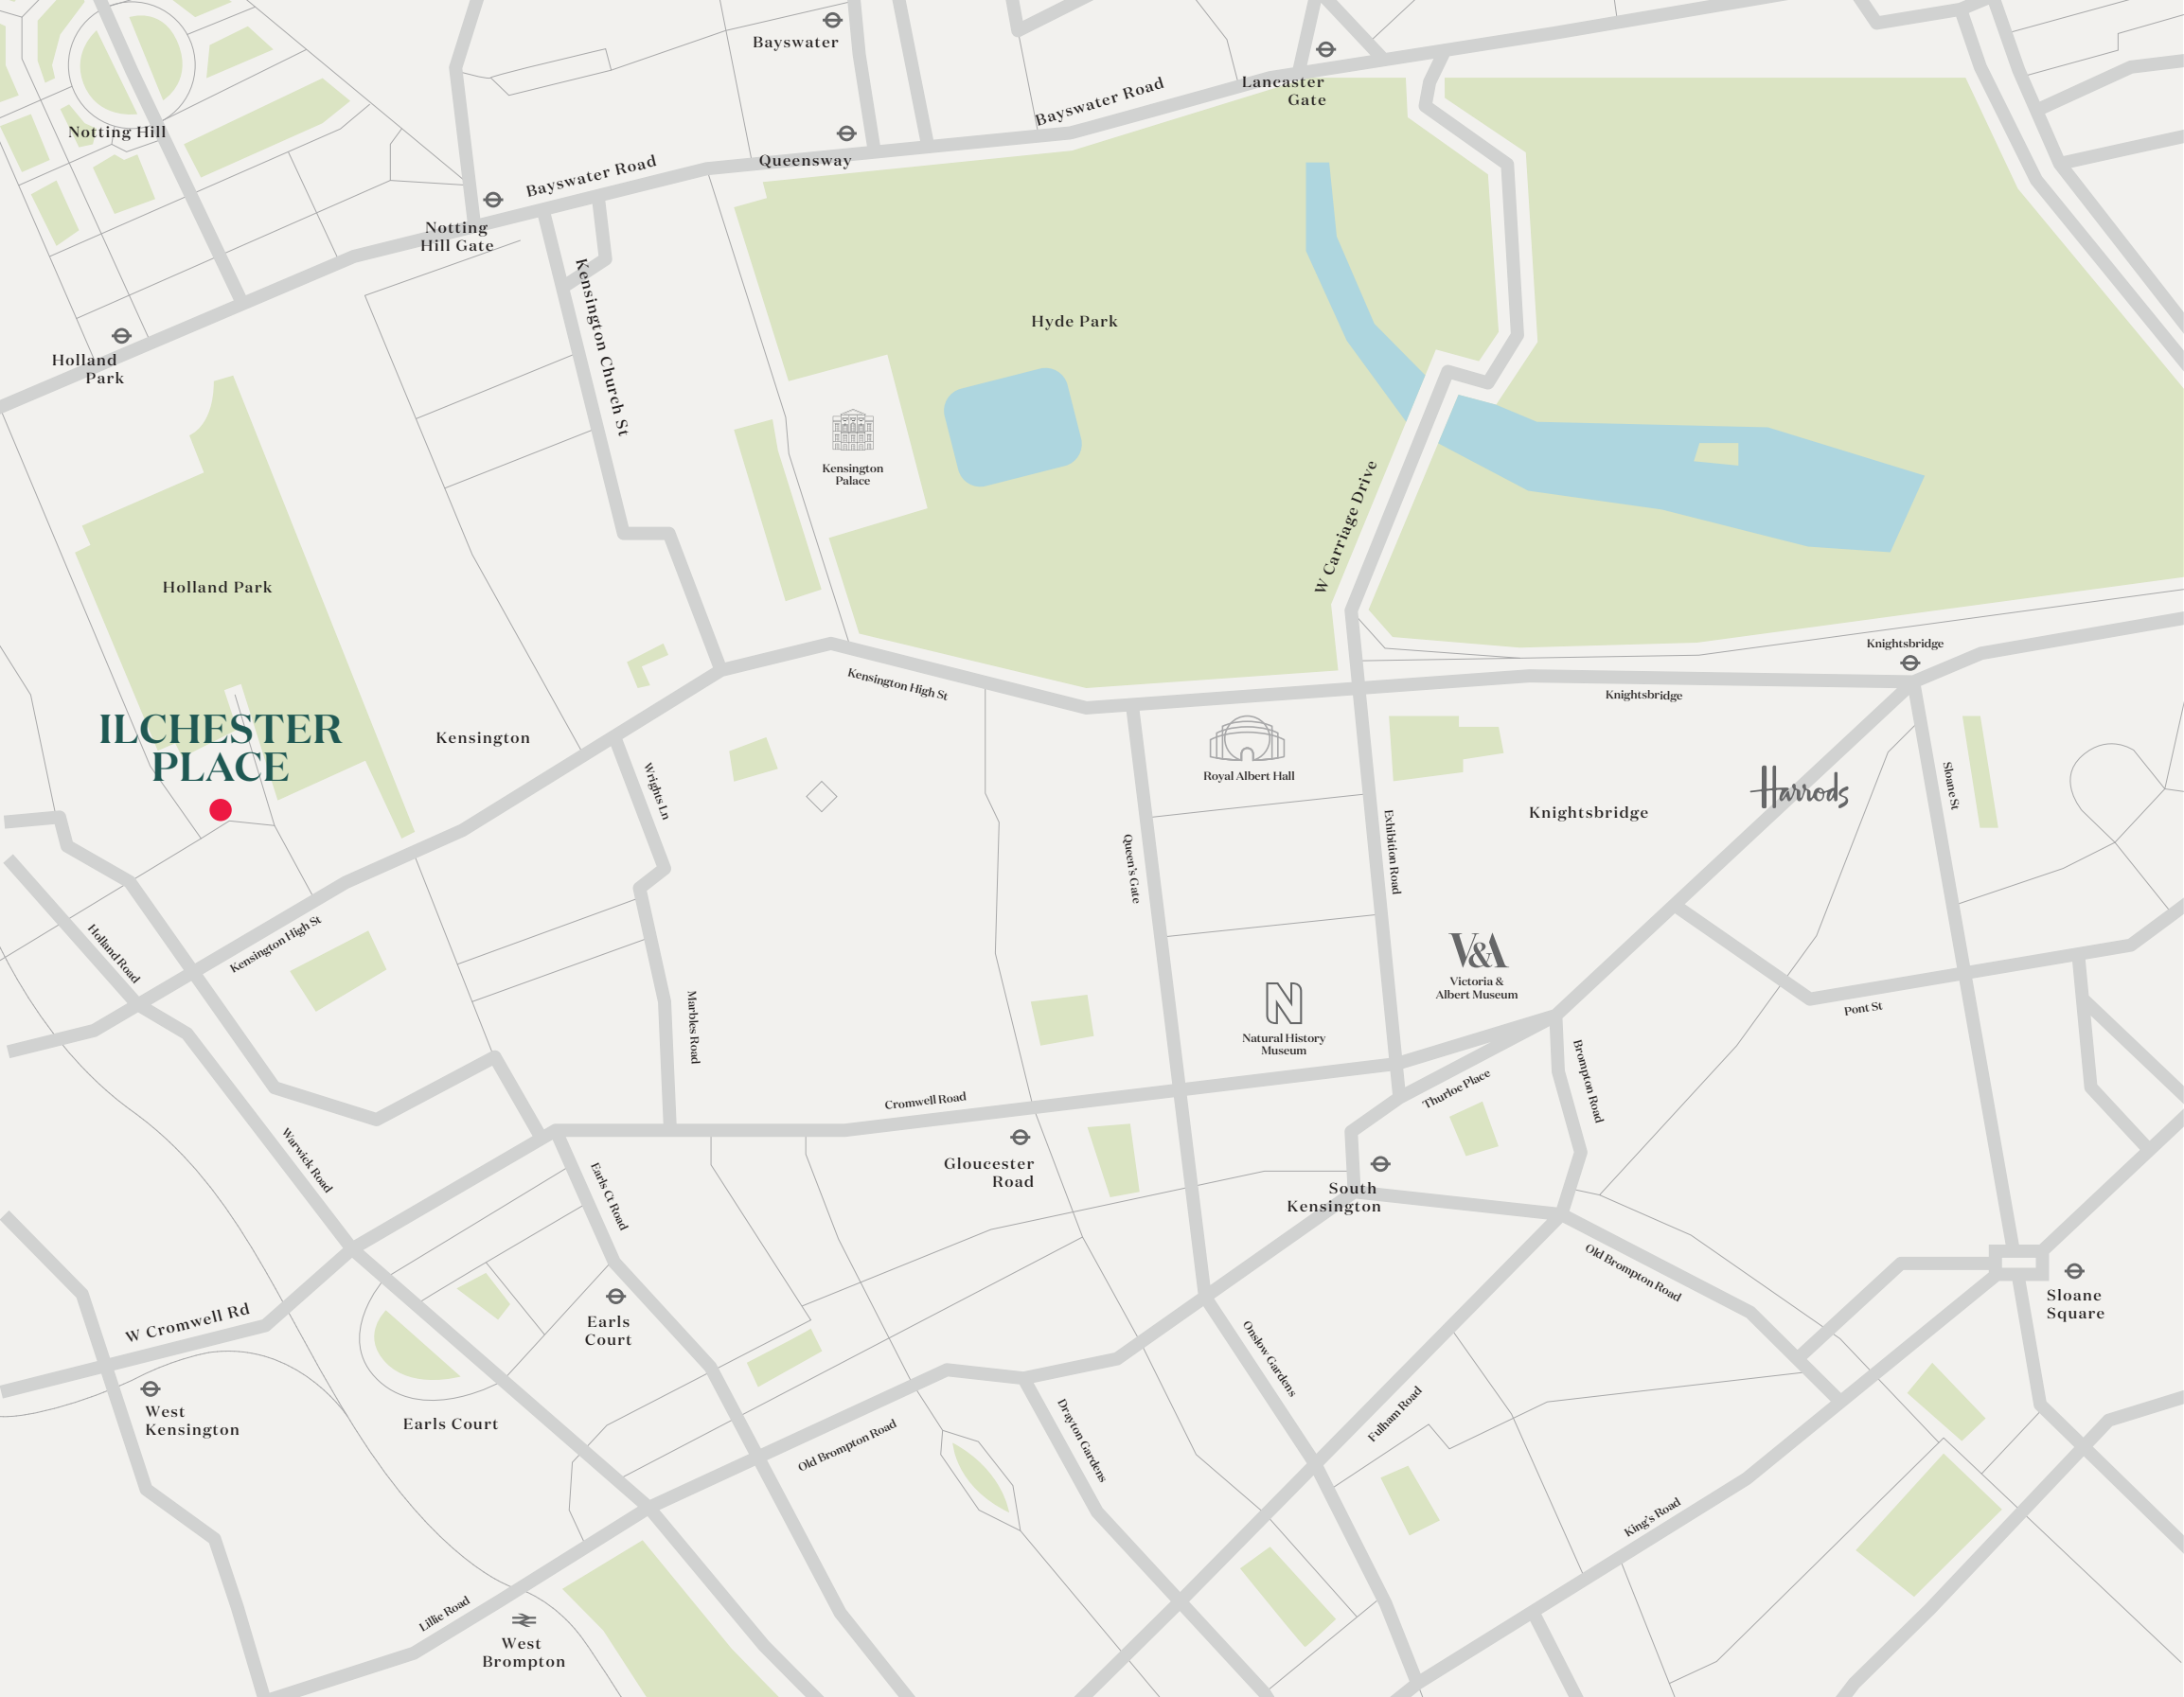 Bayswater
Lancaster
Gate
Bayswater Road
Notting Hill
Queensway
Bayswater Road
Notting
Hill Gate
Kensington Church St
Hyde Park
Holland
Park
Kensington
Palace
W Carriage Drive
Holland Park
Knightsbridge
Kensington High St
Knightsbridge
ILCHESTER
PLACE
Kensington
Wrights Ln
Royal Albert Hall
Harrods
Sloane St
Knightsbridge
Exhibition Road
Queen's Gate
Holland Road
Kensington High St
V&A
Victoria &
Albert Museum
Pont St
N
Natural History
Museum
Marbles Road
Brompton Road
Thurloe Place
Cromwell Road
Warwick Road
Earls Ct Road
Gloucester
Road
South
Kensington
Old Brompton Road
Sloane
Square
W Cromwell Rd
Earls
Court
Onslow Gardens
West
Kensington
Earls Court
Fulham Road
Drayton Gardens
Old Brompton Road
King's Road
Lillie Road
West
Brompton